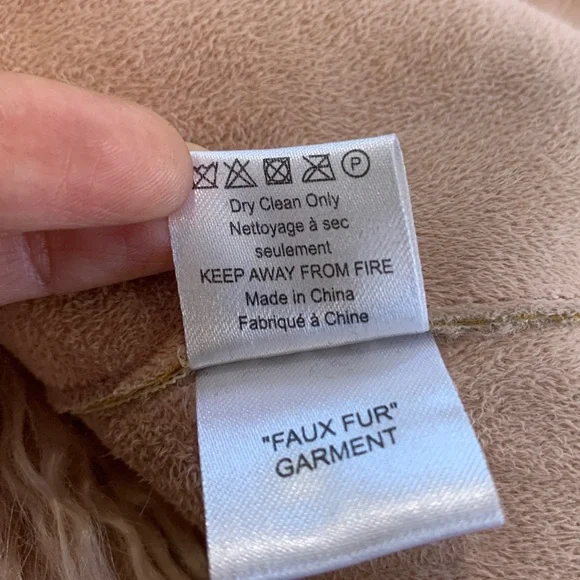 P
Dry Clean Only
Nettoyage à sec
seulement
KEEP AWAY FROM FIRE
Made in China
Fabriqué à Chine
"FAUX FUR"
GARMENT